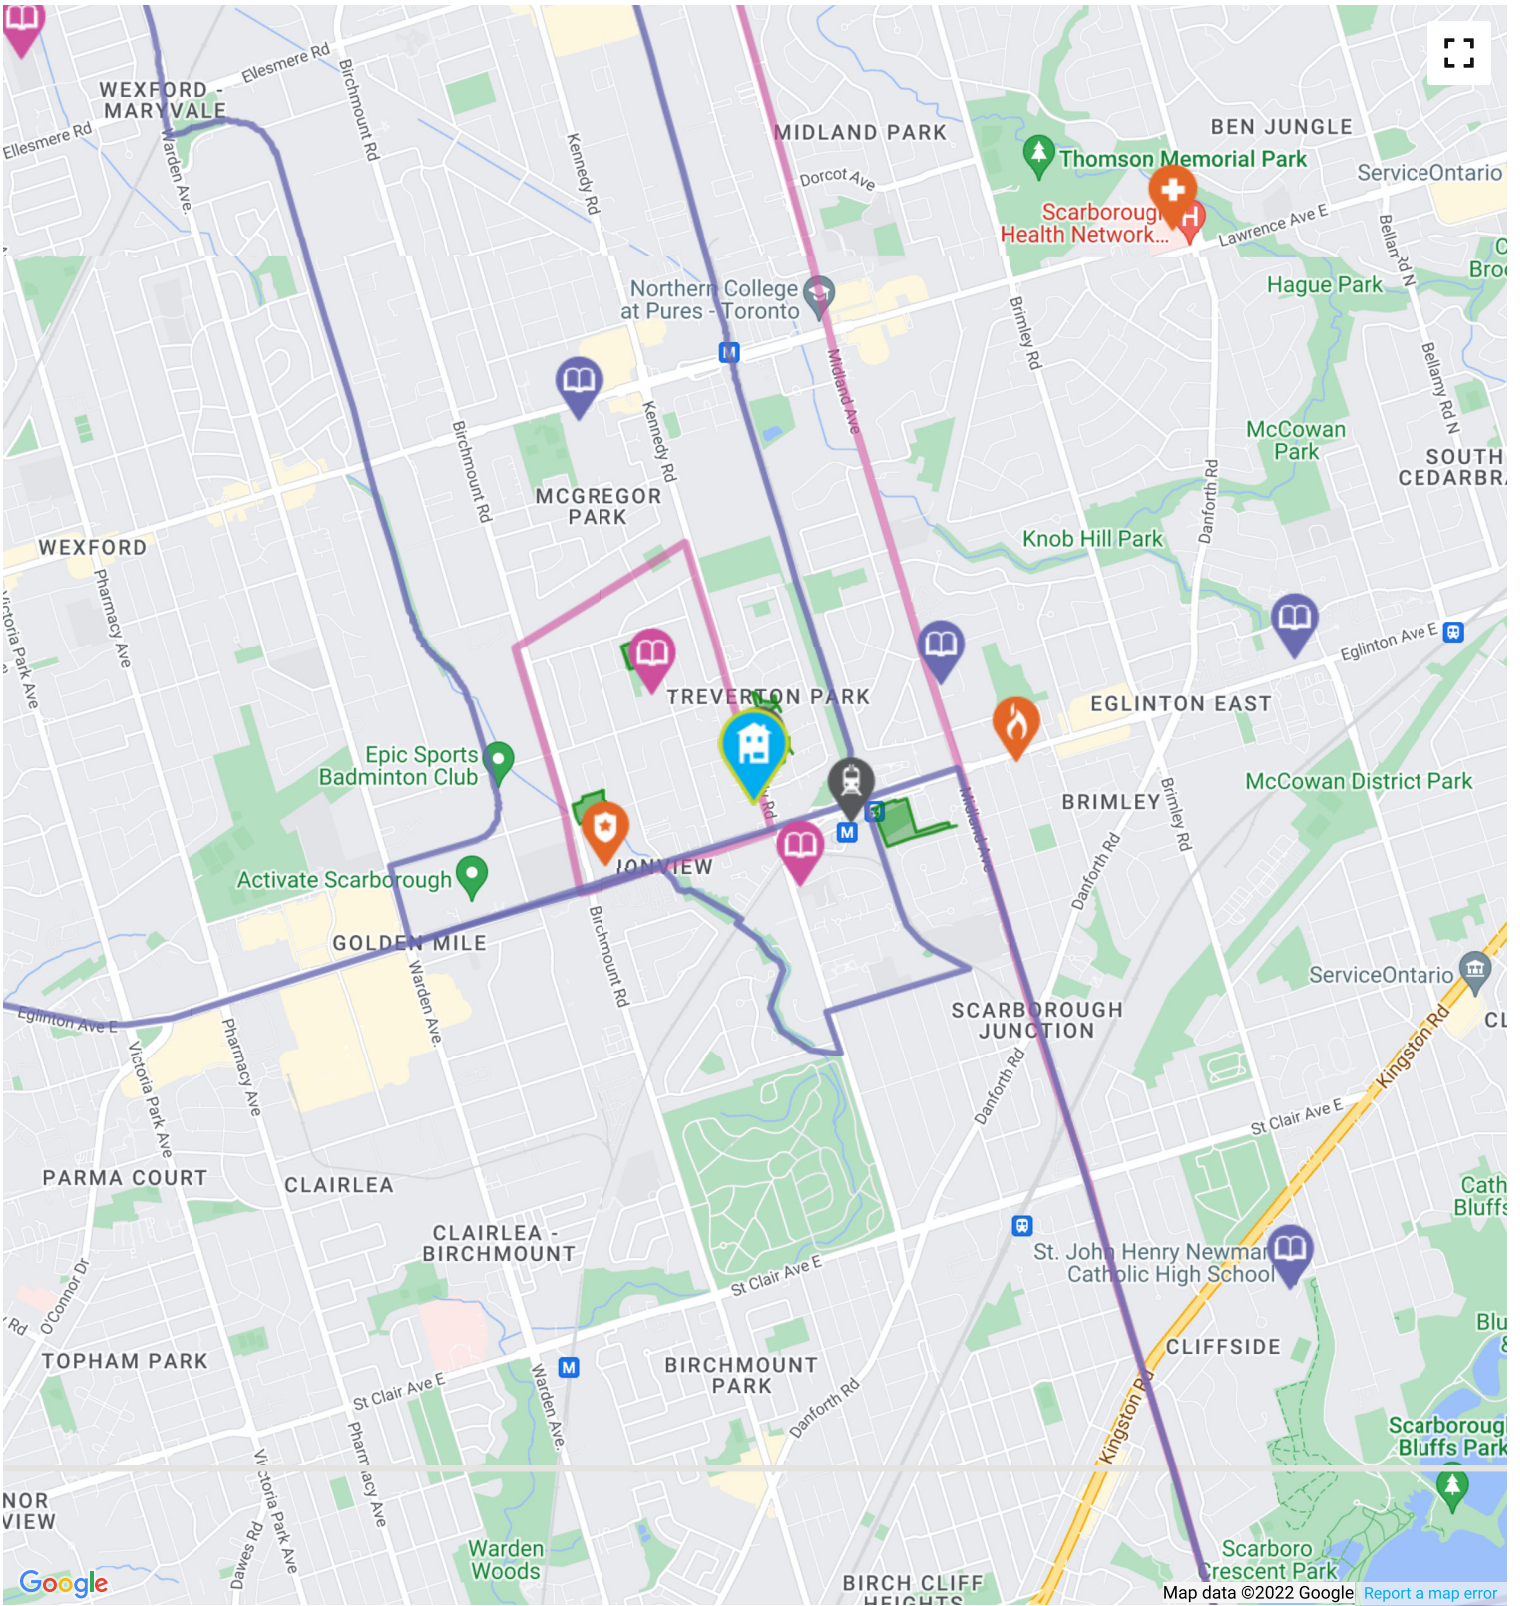 Ellesmere Rd
WEXFORD -
MARYVALE
Birchmount Rd
MIDLAND PARK
BEN JUNGLE
Ellesmere Rd
Warden Ave.
Kennedy Rd
Dorcot Ave
Thomson Memorial Park
ServiceOntario
Scarborough
Health Network...
H
Lawrence Ave E
Bellamy Rd N
Hague Park
Northern College
at Pures - Toronto
Brimley Rd
M
Midland Ave
Bellamy Rd N
Kennedy Rd
Birchmount Rd
McCowan
Park
SOUTH
CEDARBRA
MCGREGOR
PARK
Danforth Rd
WEXFORD
Knob Hill Park
Pharmacy Ave
Victoria Park Ave
Eglinton Ave E
TREVERTON PARK
EGLINTON EAST
Epic Sports
Badminton Club
McCowan District Park
BRIMLEY
Midland Ave
Brimley Rd
M
IONVIEW
Activate Scarborough
Danforth Rd
GOLDEN MILE
Birchmount Rd
Warden Ave.
ServiceOntario
SCARBOROUGH
JUNCTION
Eglinton Ave E
Pharmacy Ave
Victoria Park Ave
Kingston Rd
Danforth Rd
St Clair Ave E
PARMA COURT
CLAIRLEA
Cath
Bluffs
CLAIRLEA -
BIRCHMOUNT
St. John Henry Newman
Catholic High School
St Clair Ave E
O'Connor Dr
Blu
TOPHAM PARK
BIRCHMOUNT
PARK
CLIFFSIDE
M
St Clair Ave E
Warden Ave.
Danforth Rd
Kingston Rd
Scarboroug
Bluffs Park
Pharmacy Ave
Victoria Park Ave
NOR
VIEW
Dawes Rd
Warden
Woods
Scarboro
Crescent Park
BIRCH CLIFF
HEIGHTS
Google
Map data ©2022 Google
Report a map error